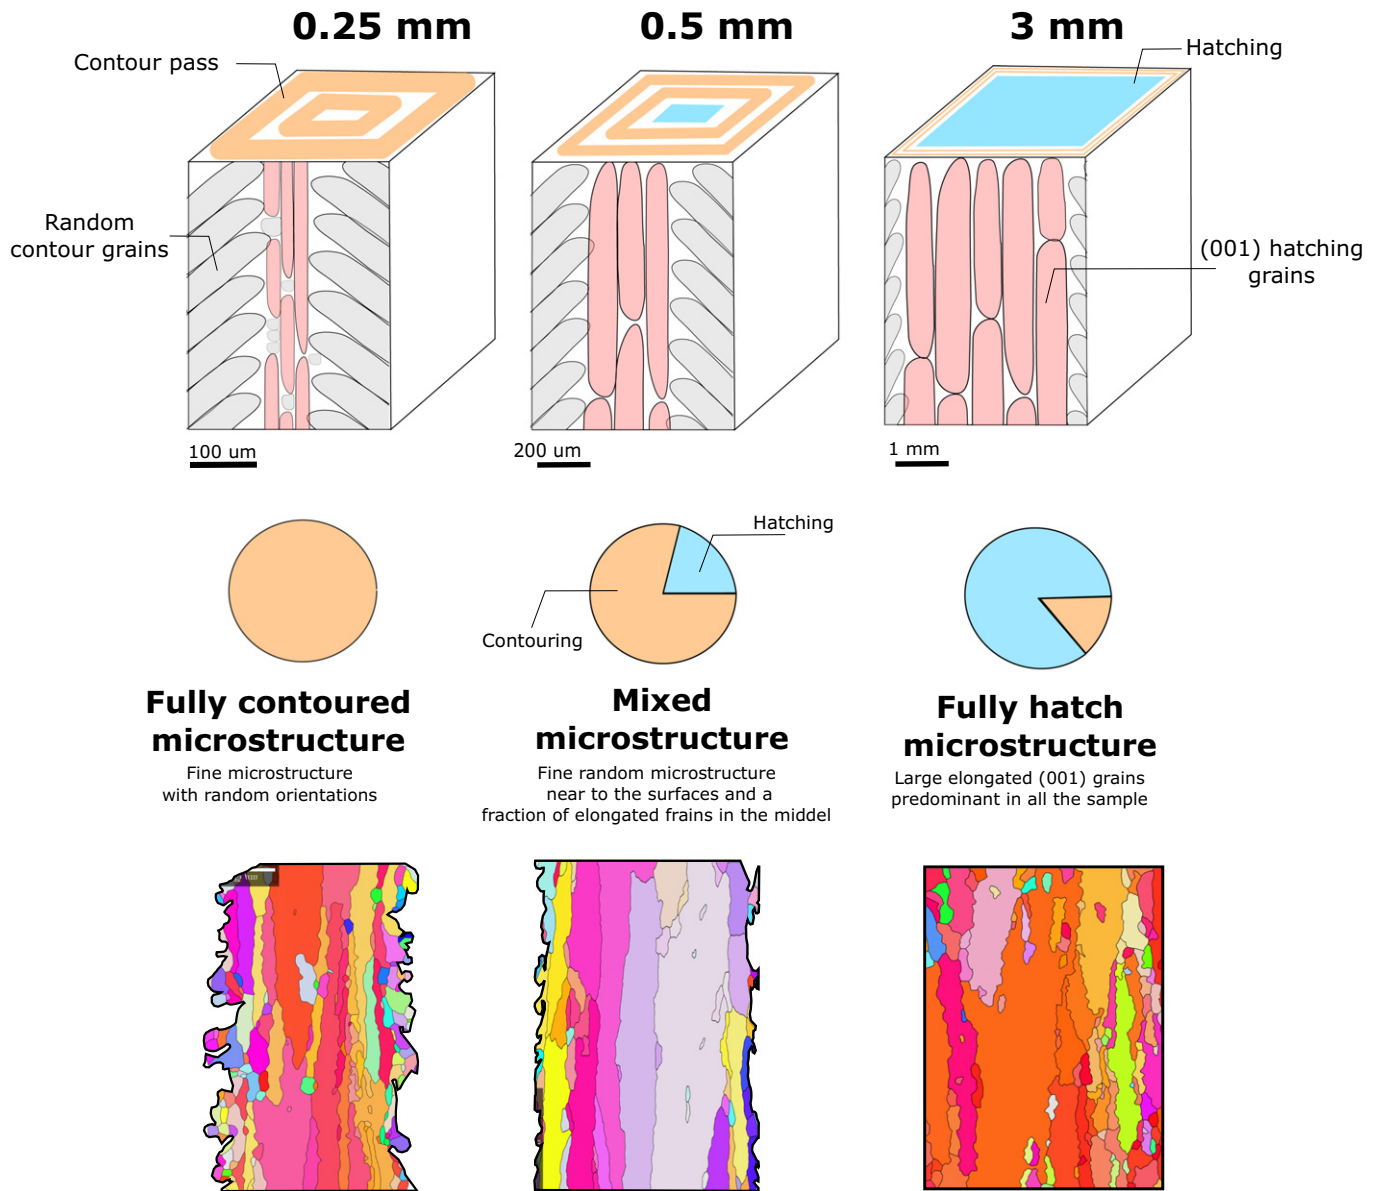 0.25 mm
0.5 mm
3 mm
Contour pass
Hatching
Random
contour grains
(001) hatching
grains
100 um
200 um
1 mm
Hatching
Contouring
Fully contoured
microstructure
Fine microstructure
with random orientations
Mixed
microstructure
Fine random microstructure
near to the surfaces and a
fraction of elongated frains in the middel
Fully hatch
microstructure
Large elongated (001) grains
predominant in all the sample